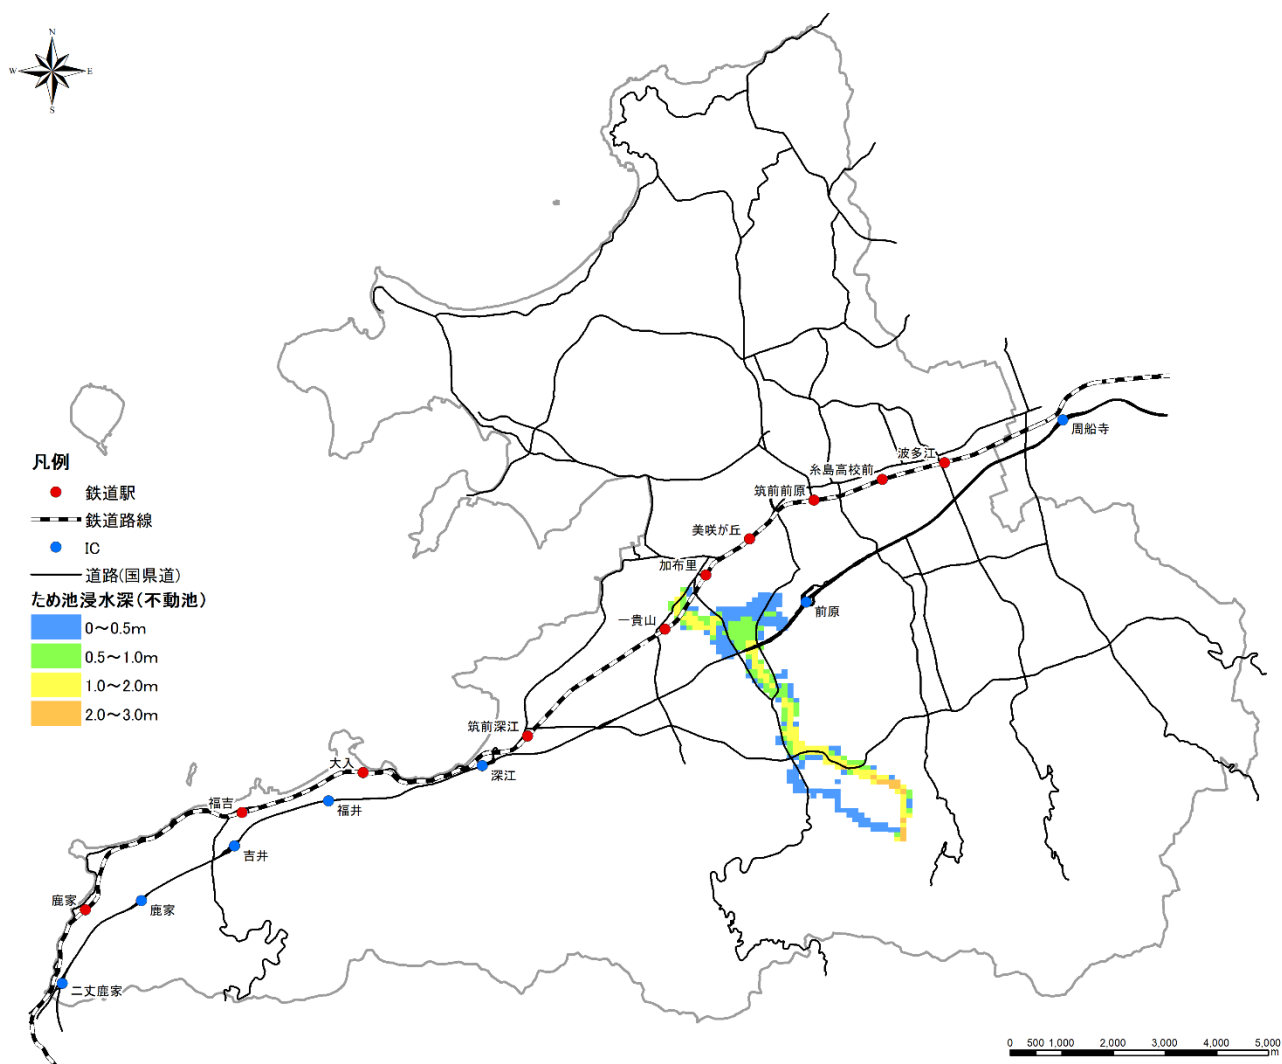 N
W
E
S
周船寺
波多江
糸島高校前
筑前前原
美咲が丘
加布里
前原
一貴山
筑前深江
大入
深江
福吉
福井
吉井
鹿家
鹿家
二丈鹿家
凡例
鉄道駅
鉄道路線
IC
道路(国県道)
ため池浸水深(不動池)
0～0.5m
0.5～1.0m
1.0～2.0m
2.0～3.0m
0 500 1,000 2,000 3,000 4,000 5,000
m